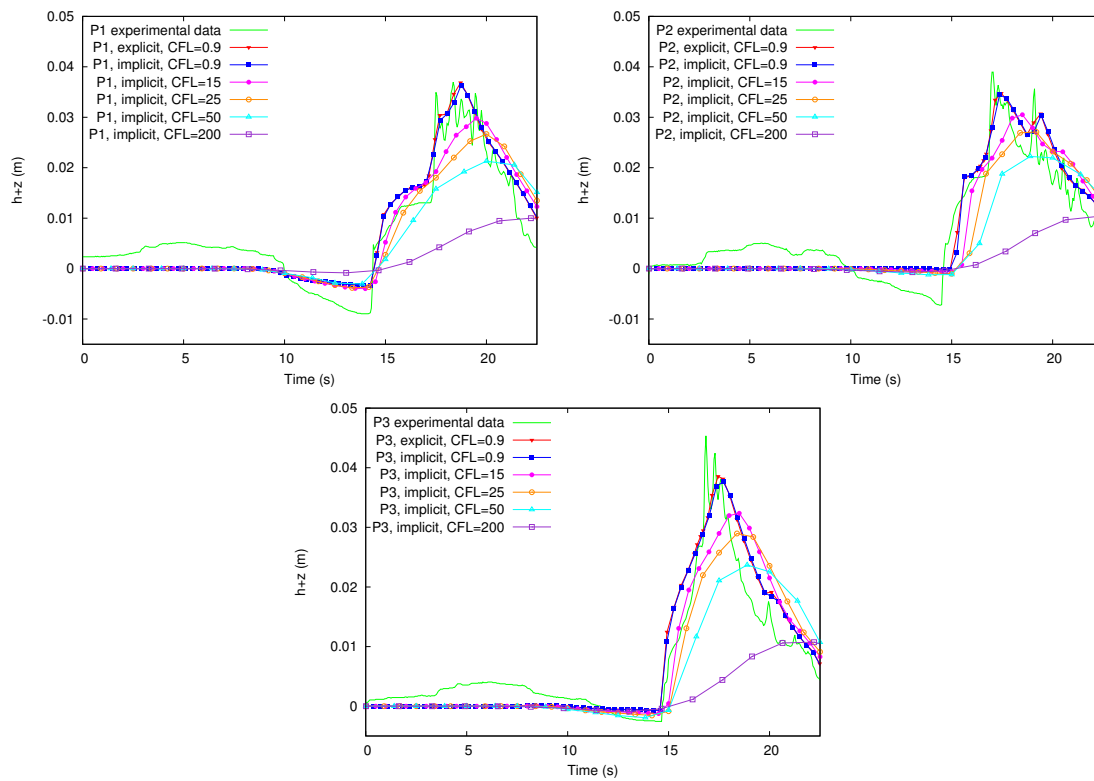 P1 experimental data
P1, explicit, CFL=0.9
P1, implicit, CFL=0.9
P1, implicit, CFL=15
P1, implicit, CFL=25
P1, implicit, CFL=50
P1, implicit, CFL=200
h+z (m)
0.05
0.04
0.03
0.02
0.01
0
-0.01
0 5 10 15 20
Time (s)
P2 experimental data
P2, explicit, CFL=0.9
P2, implicit, CFL=0.9
P2, implicit, CFL=15
P2, implicit, CFL=25
P2, implicit, CFL=50
P2, implicit, CFL=200
h+z (m)
0.05
0.04
0.03
0.02
0.01
0
-0.01
0 5 10 15 20
Time (s)
P3 experimental data
P3, explicit, CFL=0.9
P3, implicit, CFL=0.9
P3, implicit, CFL=15
P3, implicit, CFL=25
P3, implicit, CFL=50
P3, implicit, CFL=200
h+z (m)
0.05
0.04
0.03
0.02
0.01
0
0 5 10 15 20
Time (s)